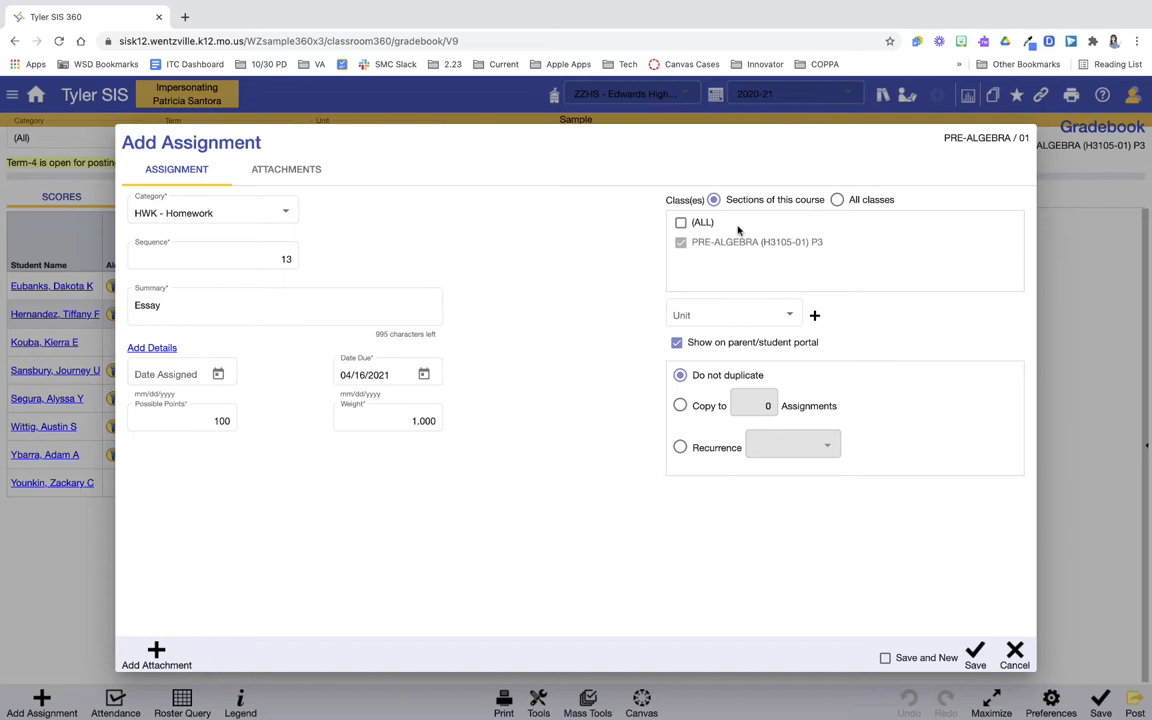 Tyler SIS 360
sisk12.wentzville.k12.mo.us/WZsample360x3/classroom360/gradebook/V9
Apps WSD Bookmarks ITC Dashboard 10/30 PD VA SMC Slack 2.23 Current Apple Apps Tech Canvas Cases Innovator COPPA » Other Bookmarks Reading List
Tyler SIS
Impersonating
Patricia Santora
ZZHS - Edwards High...
2020-21
Category Term Unit Sample
(All)
Gradebook
ALGEBRA (H3105-01) P3
Term-4 is open for postin
SCORES
Student Name
Eubanks, Dakota K
Hernandez, Tiffany F
Kouba, Kierra E
Sansbury, Journey U
Segura, Alyssa Y
Wittig, Austin S
Ybarra, Adam A
Younkin, Zackary C
Add Assignment
PRE-ALGEBRA / 01
ASSIGNMENT ATTACHMENTS
Category*
HWK - Homework
Sequence*
13
Summary*
Essay
995 characters left
Add Details
Date Assigned
mm/dd/yyyy
Date Due*
04/16/2021
mm/dd/yyyy
Possible Points*
100
Weight*
1.000
Class(es) Sections of this course All classes
(ALL)
PRE-ALGEBRA (H3105-01) P3
Unit
Show on parent/student portal
Do not duplicate
Copy to 0 Assignments
Recurrence
Add Attachment
Save and New
Save
Cancel
Add Assignment Attendance Roster Query Legend Print Tools Mass Tools Canvas Undo Redo Maximize Preferences Save Post